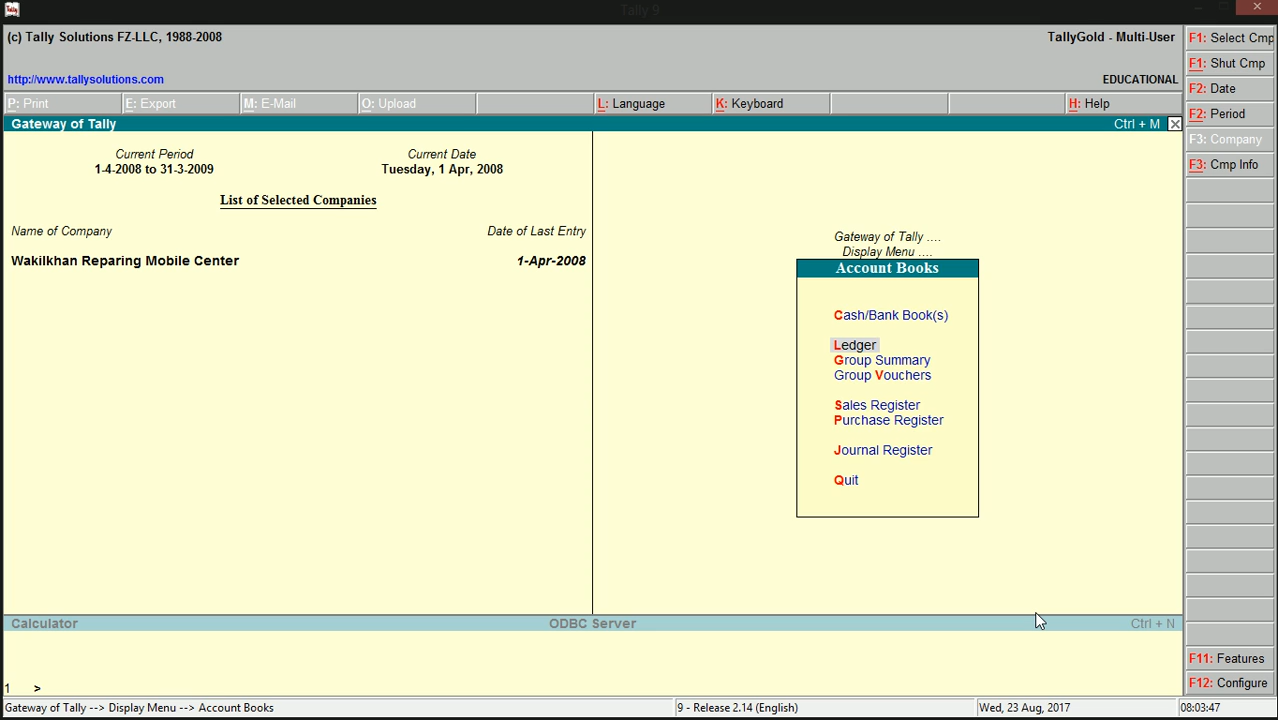 Tally 9
(c) Tally Solutions FZ-LLC, 1988-2008
TallyGold - Multi-User
http://www.tallysolutions.com
EDUCATIONAL
P: Print
E: Export
M: E-Mail
O: Upload
L: Language
K: Keyboard
H: Help
Gateway of Tally
Ctrl + M
Current Period
1-4-2008 to 31-3-2009
Current Date
Tuesday, 1 Apr, 2008
List of Selected Companies
Name of Company
Date of Last Entry
Wakilkhan Reparing Mobile Center
1-Apr-2008
Gateway of Tally ....
Display Menu ....
Account Books
Cash/Bank Book(s)
Ledger
Group Summary
Group Vouchers
Sales Register
Purchase Register
Journal Register
Quit
F1: Select Cmp
F1: Shut Cmp
F2: Date
F2: Period
F3: Company
F3: Cmp Info
F11: Features
F12: Configure
Calculator
ODBC Server
Ctrl + N
1 >
Gateway of Tally --> Display Menu --> Account Books
9 - Release 2.14 (English)
Wed, 23 Aug, 2017
08:03:47